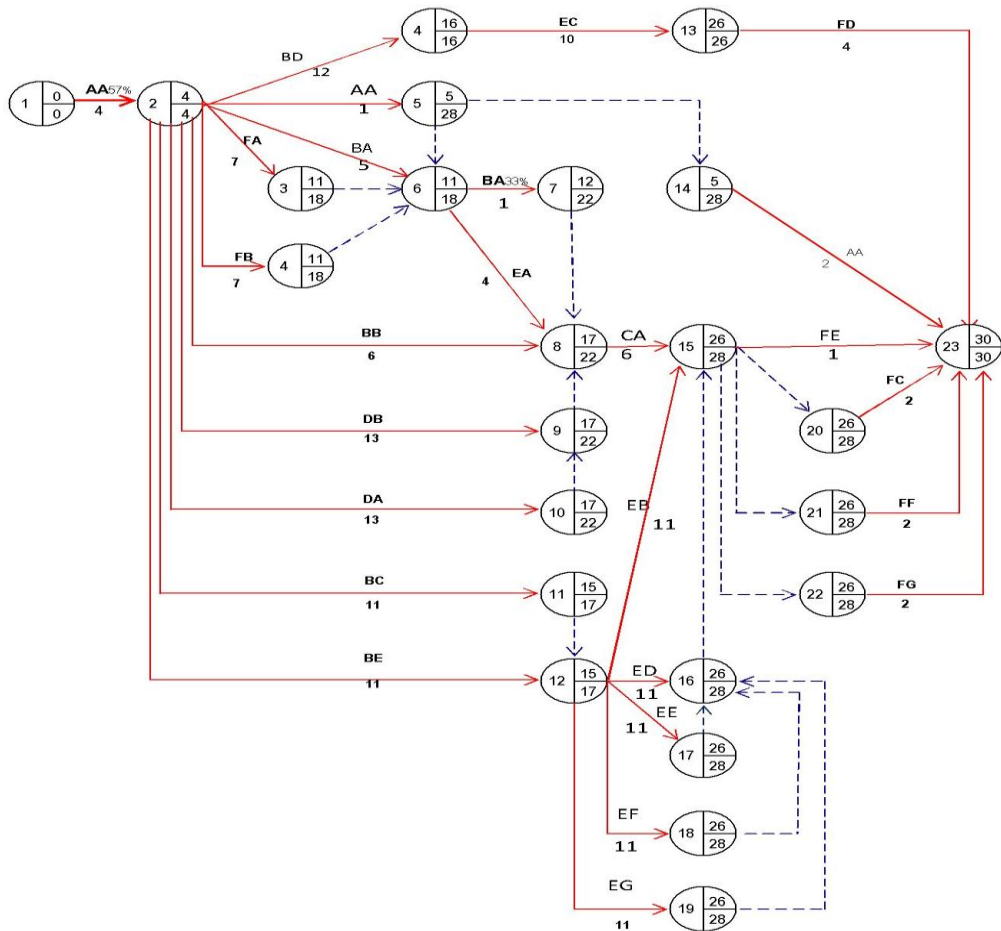 4 16 EC 13 26 FD
16 10 26 4
BD
12
AA57% AA
1 0 2 4 5 5
0 4 4 1 28
FA BA
7 5
3 11 6 11 BA33% 7 12 14 5
18 18 1 22 28
FB 4 11 4 EA 2 AA
7 18
BB 8 17 CA 15 26 FE 23 30
6 22 6 28 1 30
FC
2
DB 9 17 20 26
13 22 28
DA 10 17 EB 21 26 FF
13 22 11 28 2
BC 11 15 22 26 FG
11 17 28 2
BE 12 15 ED 16 26
11 17 11 28
EE
11
17 26
28
EF 18 26
11 28
EG 19 26
11 28